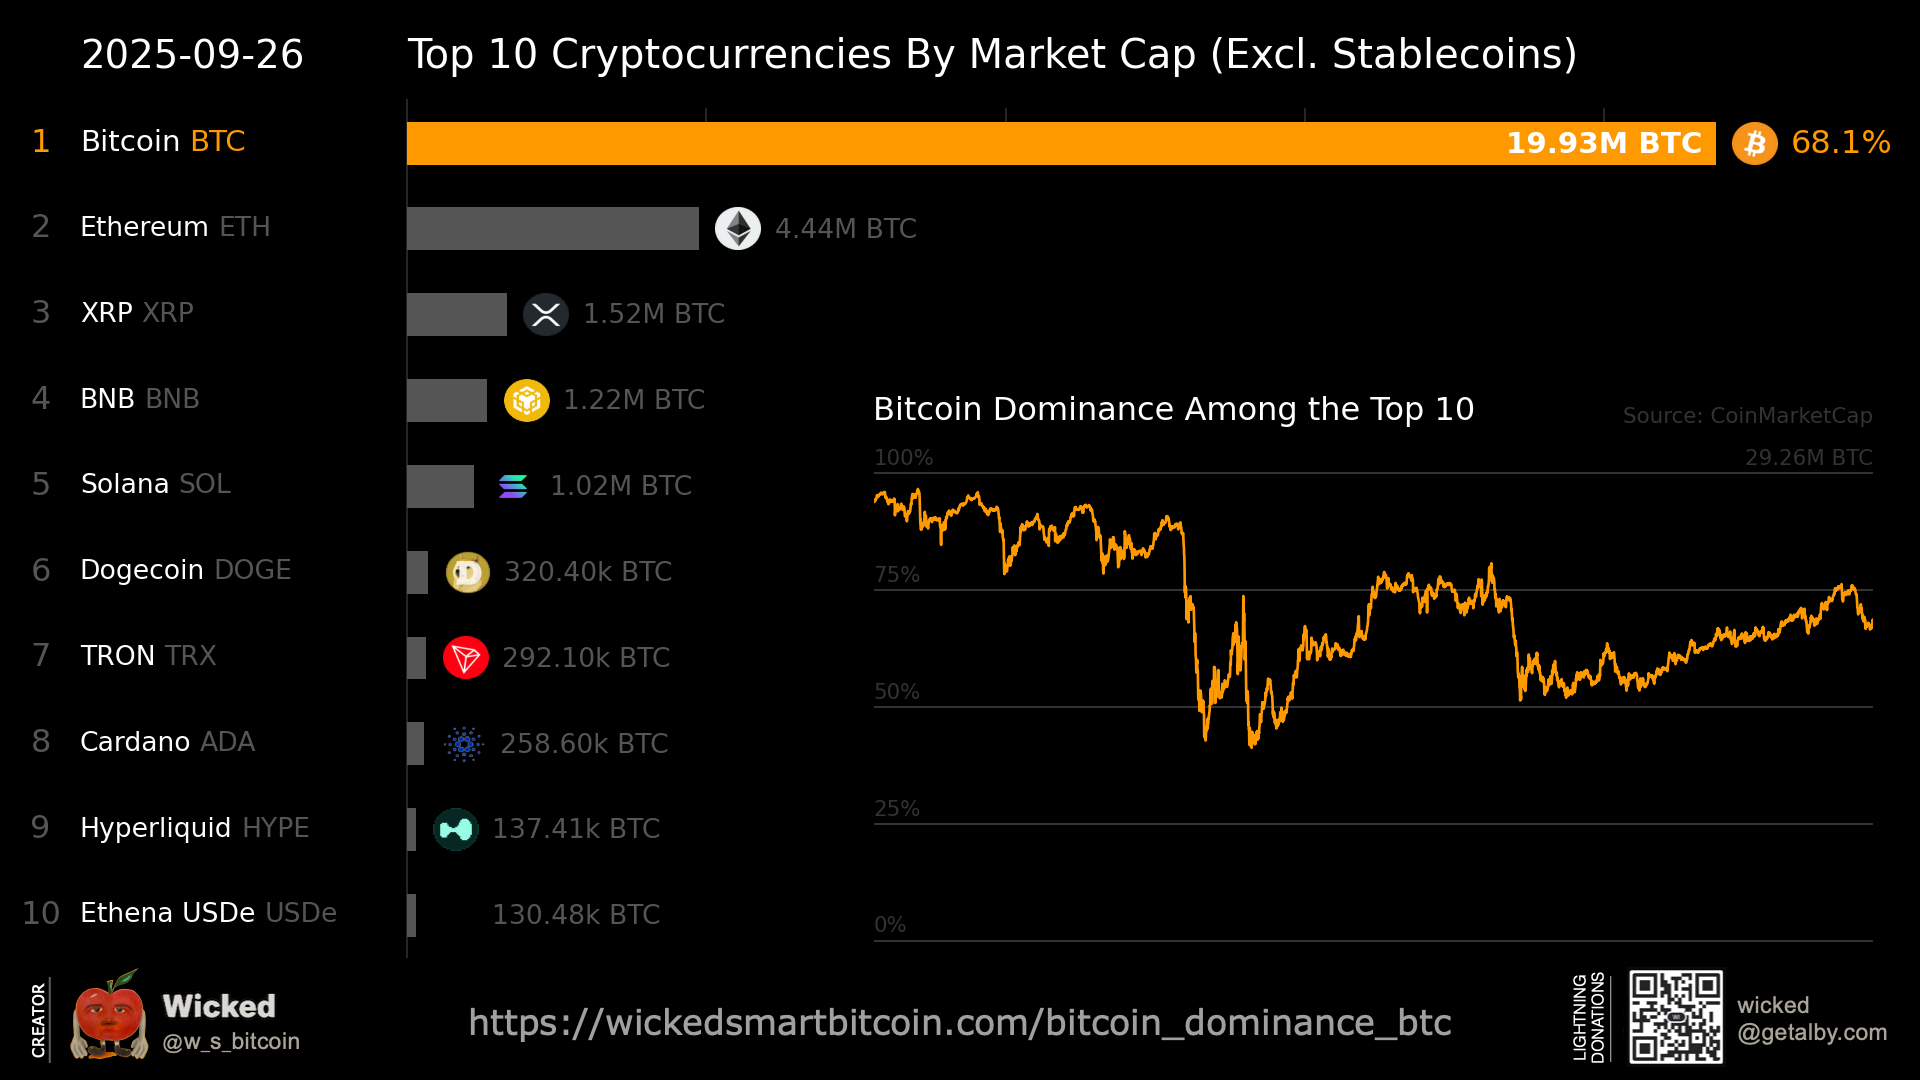 2025-09-26
Top 10 Cryptocurrencies By Market Cap (Excl. Stablecoins)
1 Bitcoin BTC 19.93M BTC 68.1%
2 Ethereum ETH 4.44M BTC
3 XRP XRP 1.52M BTC
4 BNB BNB 1.22M BTC
5 Solana SOL 1.02M BTC
6 Dogecoin DOGE 320.40k BTC
7 TRON TRX 292.10k BTC
8 Cardano ADA 258.60k BTC
9 Hyperliquid HYPE 137.41k BTC
10 Ethena USDe USDe 130.48k BTC
Bitcoin Dominance Among the Top 10
Source: CoinMarketCap
100%
29.26M BTC
75%
50%
25%
0%
CREATOR
Wicked
@w_s_bitcoin
https://wickedsmartbitcoin.com/bitcoin_dominance_btc
LIGHTNING
DONATIONS
wicked
@getalby.com